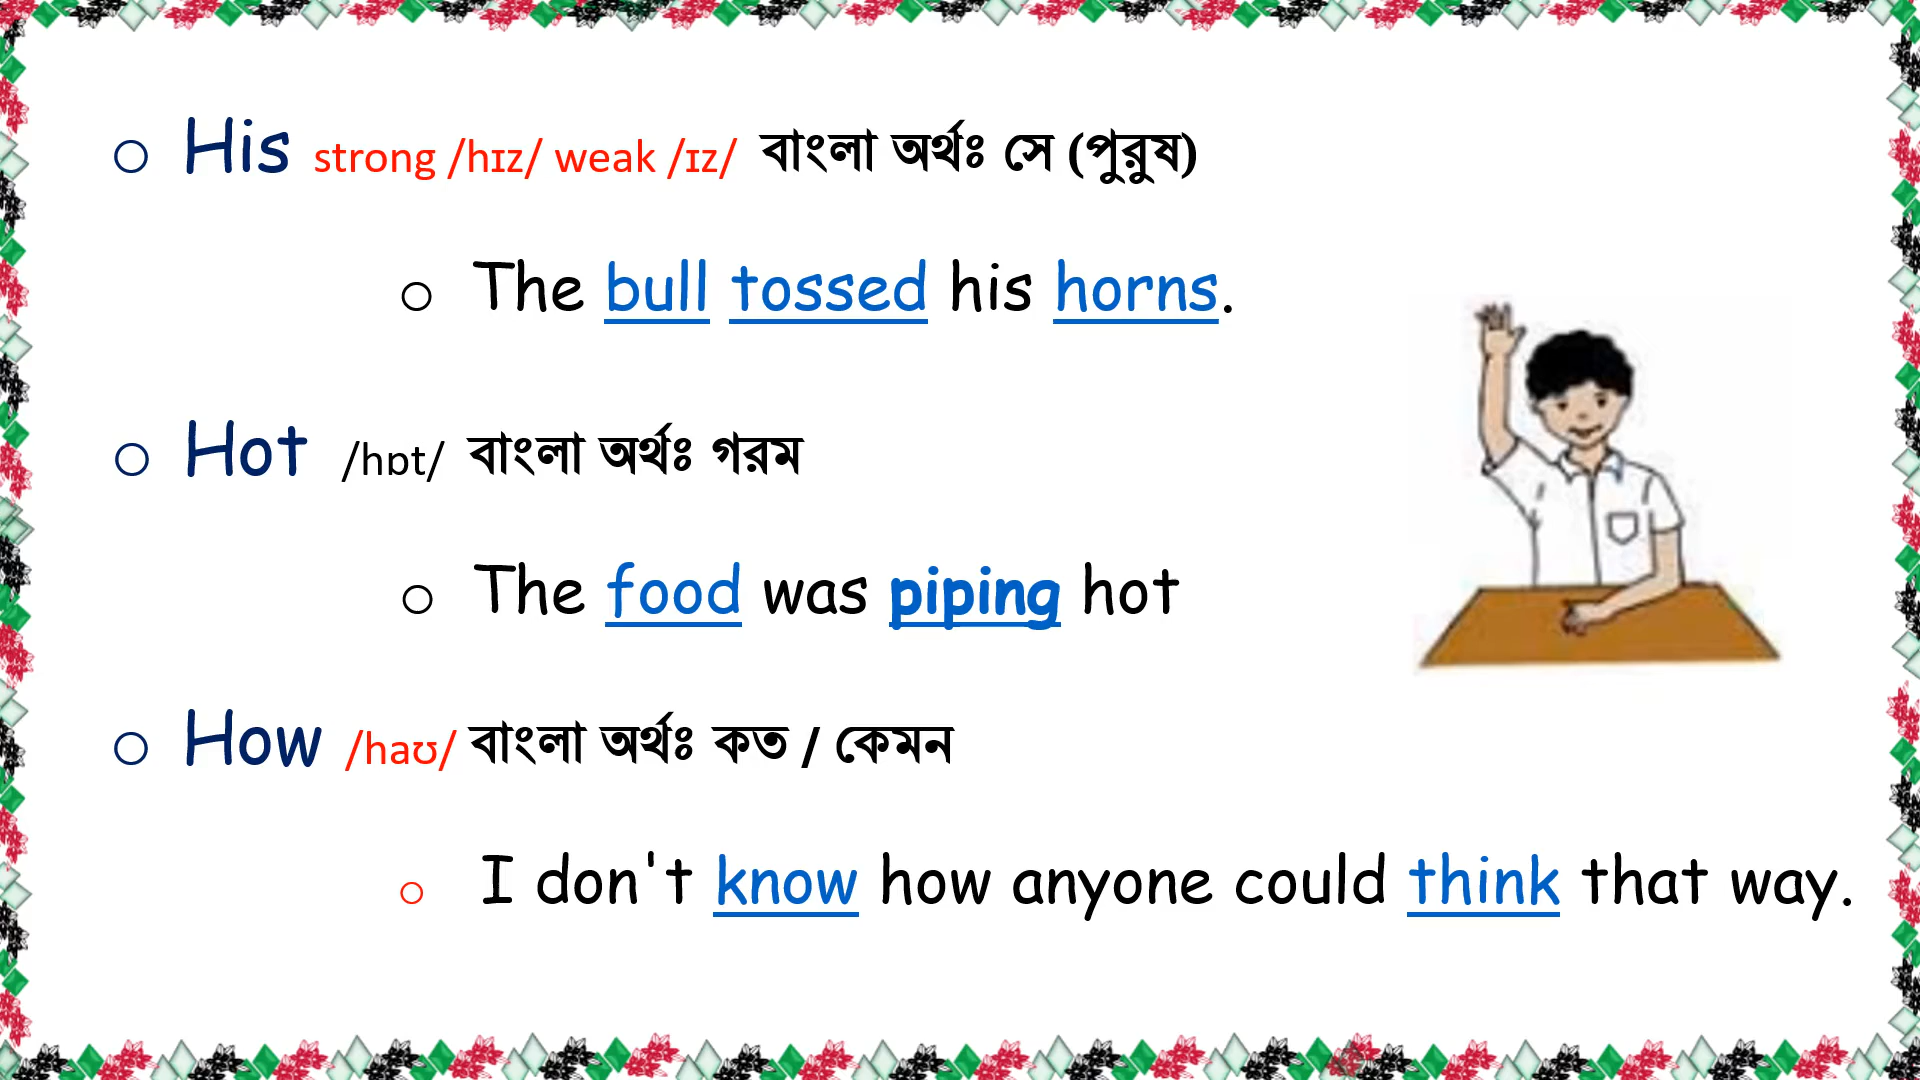 His strong /hɪz/ weak /ɪz/ বাংলা অর্থঃ সে (পুরুষ)
The bull tossed his horns.
Hot /hɒt/ বাংলা অর্থঃ গরম
The food was piping hot
How /haʊ/ বাংলা অর্থঃ কত / কেমন
I don't know how anyone could think that way.